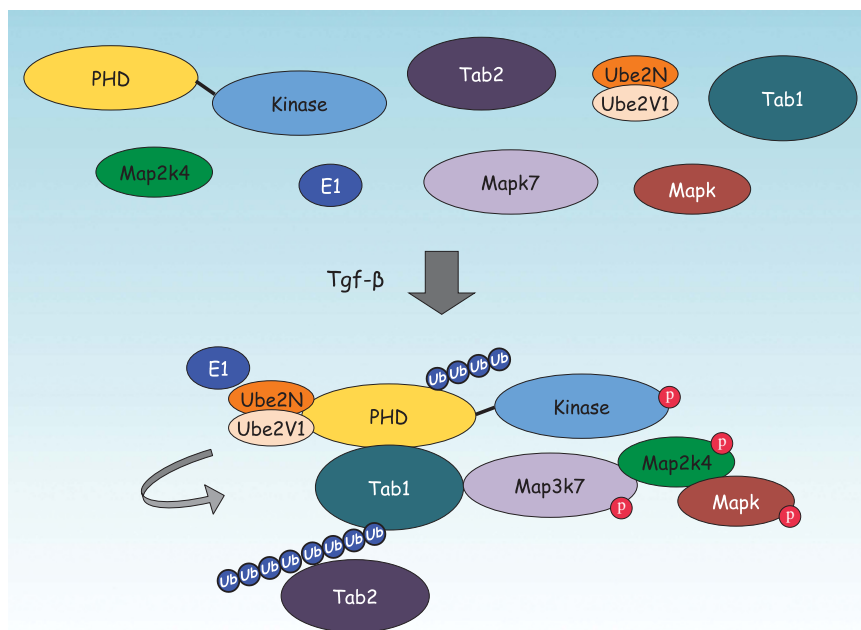 PHD
Kinase
Tab2
Ube2N
Ube2V1
Tab1
Map2k4
E1
Mapk7
Mapk
Tgf-β
E1
Ube2N
Ube2V1
PHD
Ub Ub Ub Ub
Kinase
P
Tab1
Map3k7
P
Map2k4
P
Mapk
P
Ub Ub Ub Ub Ub Ub Ub Ub
Tab2